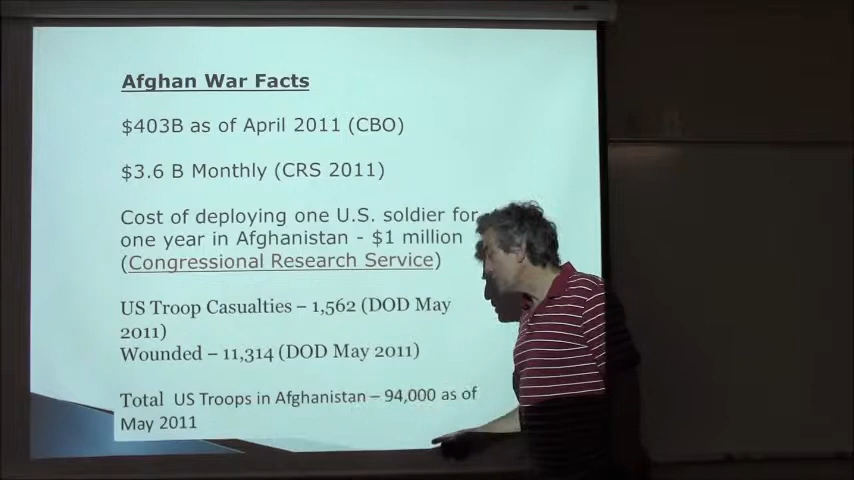 Afghan War Facts
$403B as of April 2011 (CBO)
$3.6 B Monthly (CRS 2011)
Cost of deploying one U.S. soldier for
one year in Afghanistan - $1 million
(Congressional Research Service)
US Troop Casualties – 1,562 (DOD May
2011)
Wounded – 11,314 (DOD May 2011)
Total US Troops in Afghanistan – 94,000 as of
May 2011